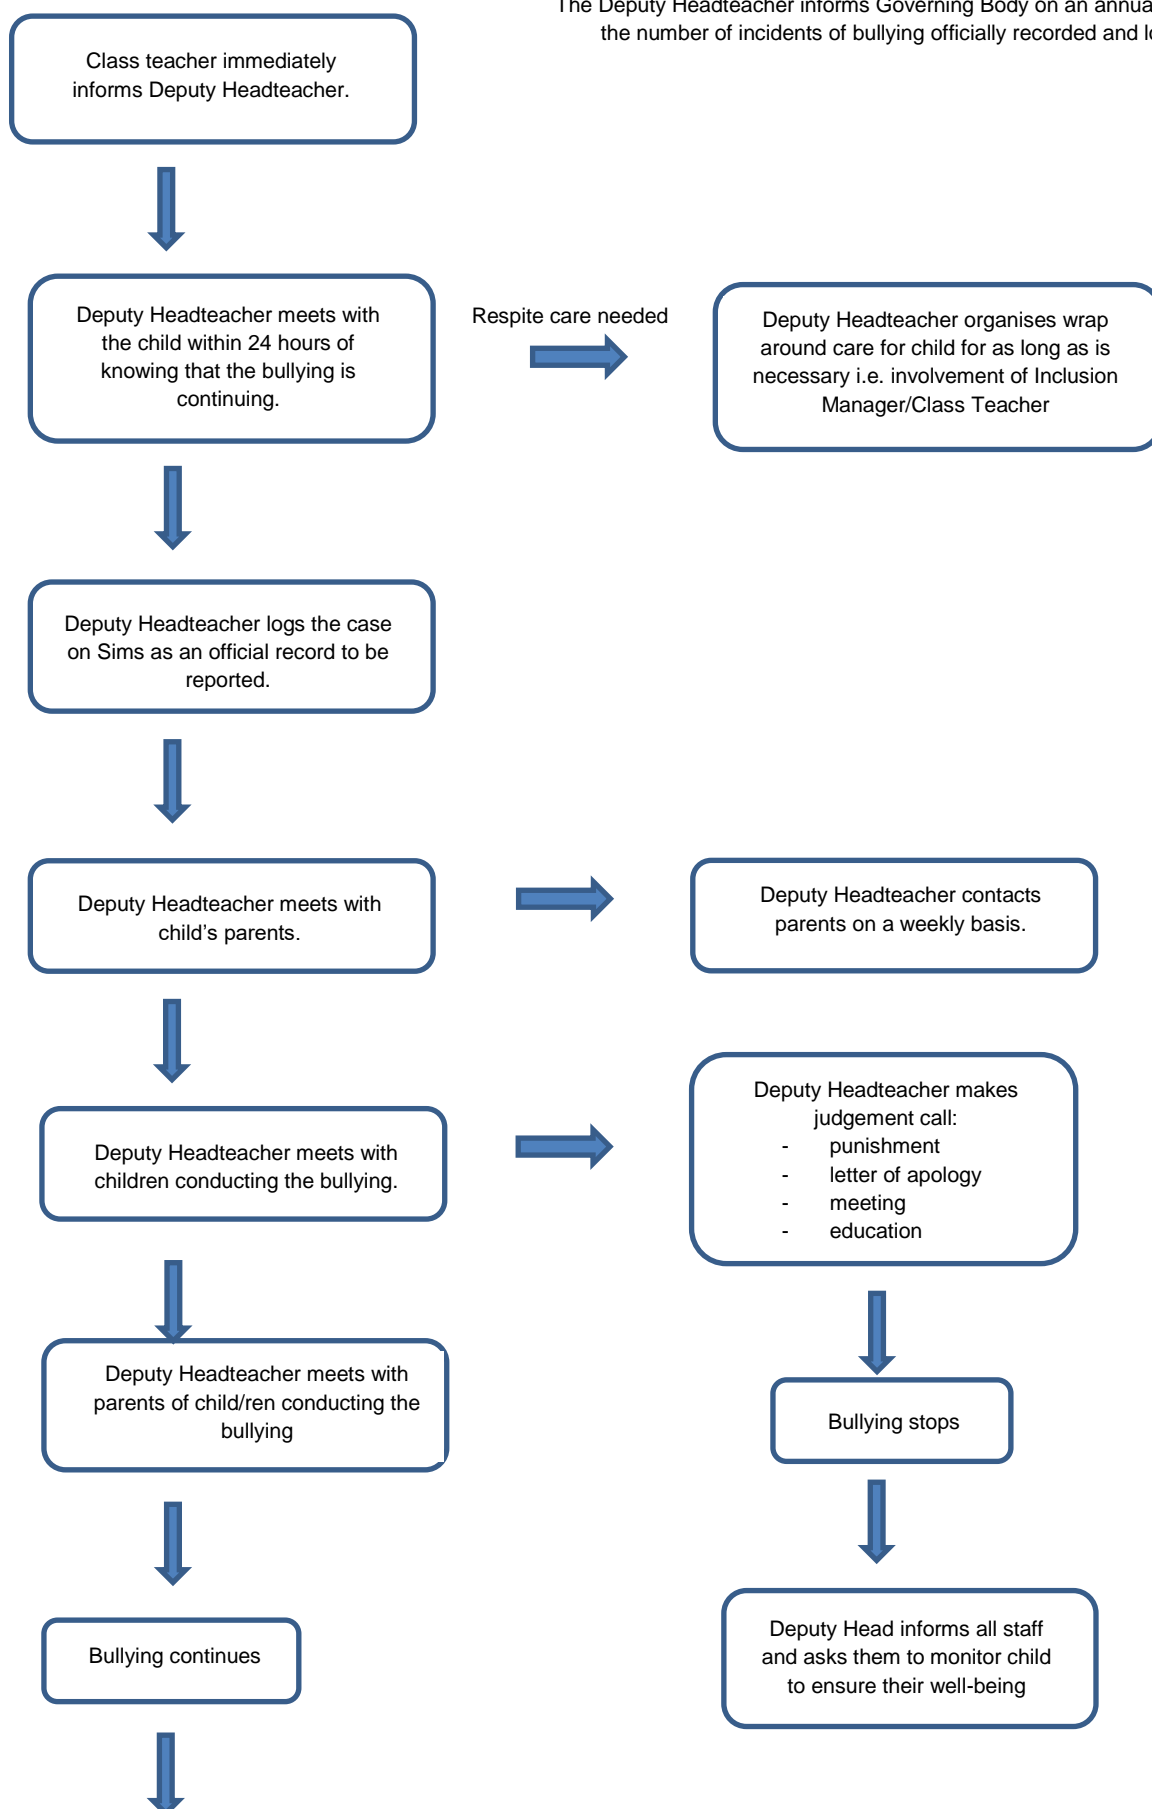 The Deputy Headteacher informs Governing Body on an annual
the number of incidents of bullying officially recorded and
Class teacher immediately
informs Deputy Headteacher.
Deputy Headteacher meets with
the child within 24 hours of
knowing that the bullying is
continuing.
Respite care needed
Deputy Headteacher organises wrap
around care for child for as long as is
necessary i.e. involvement of Inclusion
Manager/Class Teacher
Deputy Headteacher logs the case
on Sims as an official record to be
reported.
Deputy Headteacher meets with
child’s parents.
Deputy Headteacher contacts
parents on a weekly basis.
Deputy Headteacher meets with
children conducting the bullying.
Deputy Headteacher makes
judgement call:
- punishment
- letter of apology
- meeting
- education
Deputy Headteacher meets with
parents of child/ren conducting the
bullying
Bullying stops
Bullying continues
Deputy Head informs all staff
and asks them to monitor child
to ensure their well-being